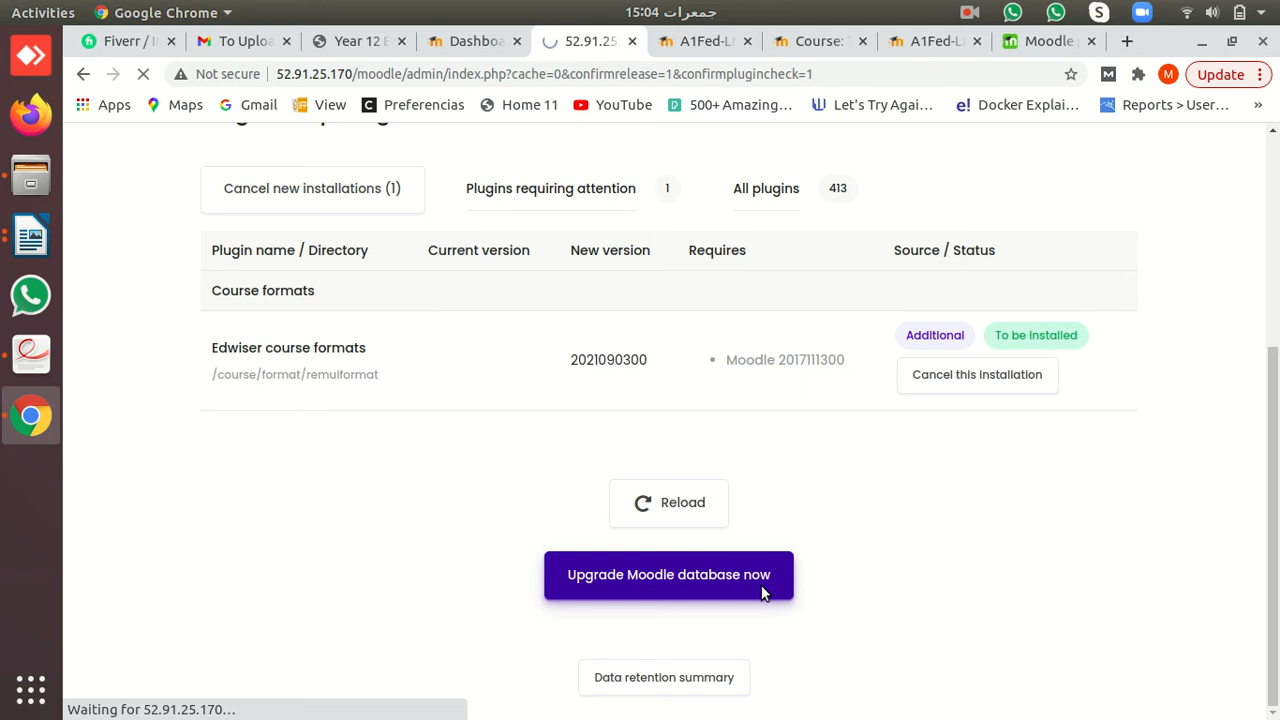 Activities Google Chrome 15:04 جمعرات
Fiverr / I To Uploa Year 12 E Dashboa 52.91.25 A1Fed-L Course: A1Fed-L Moodle
Not secure 52.91.25.170/moodle/admin/index.php?cache=0&confirmrelease=1&confirmplugincheck=1 M M Update
Apps Maps Gmail View Preferencias Home 11 YouTube 500+ Amazing... Let's Try Agai... Docker Explai... Reports > User... »
Cancel new installations (1) Plugins requiring attention 1 All plugins 413
Plugin name / Directory Current version New version Requires Source / Status
Course formats
Edwiser course formats 2021090300 Moodle 2017111300 Additional To be installed
/course/format/remuiformat Cancel this installation
Reload
Upgrade Moodle database now
Data retention summary
Waiting for 52.91.25.170...